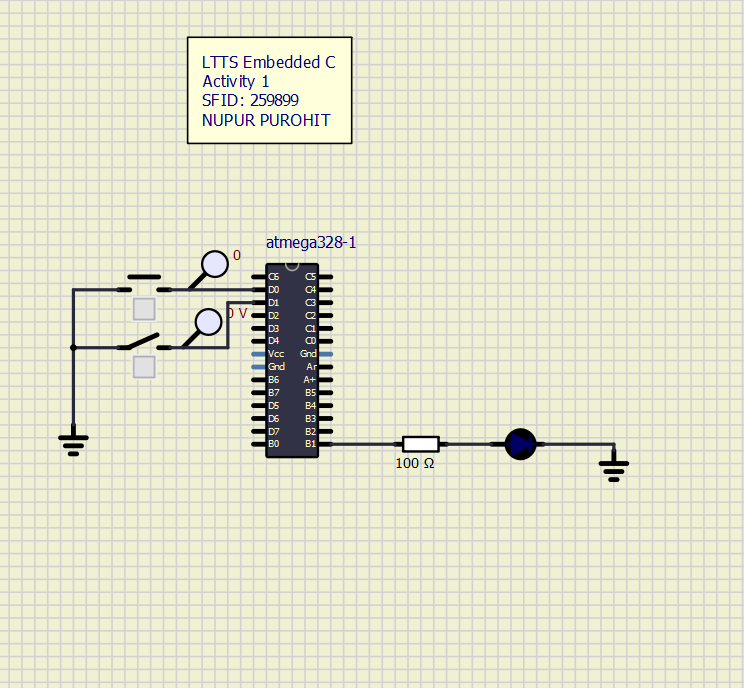 LTTS Embedded C
Activity 1
SFID: 259899
NUPUR PUROHIT
atmega328-1
0
0 V
C6 C5
D0 C4
D1 C3
D2 C2
D3 C1
D4 C0
Vcc Gnd
Gnd Ar
B6 A+
B7 B5
D5 B4
D6 B3
D7 B2
B0 B1
100 Ω